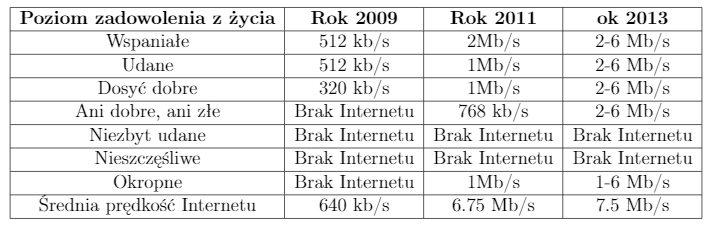 Poziom zadowolenia z życia Rok 2009 Rok 2011 ok 2013
Wspaniałe 512 kb/s 2Mb/s 2-6 Mb/s
Udane 512 kb/s 1Mb/s 2-6 Mb/s
Dosyć dobre 320 kb/s 1Mb/s 2-6 Mb/s
Ani dobre, ani złe Brak Internetu 768 kb/s 2-6 Mb/s
Niezbyt udane Brak Internetu Brak Internetu Brak Internetu
Nieszczęśliwe Brak Internetu Brak Internetu Brak Internetu
Okropne Brak Internetu 1Mb/s 1-6 Mb/s
Średnia prędkość Internetu 640 kb/s 6.75 Mb/s 7.5 Mb/s